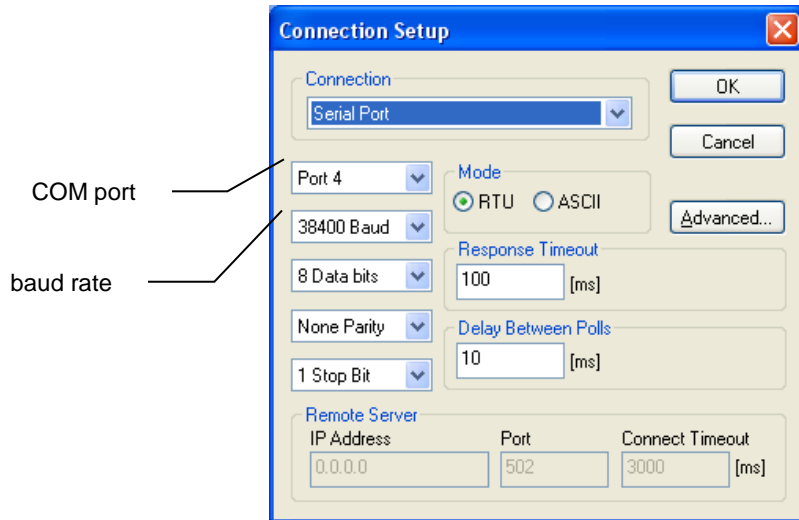 Connection Setup
Connection
Serial Port
OK
Cancel
Advanced...
COM port
Port 4
baud rate
38400 Baud
8 Data bits
None Parity
1 Stop Bit
Mode
RTU
ASCII
Response Timeout
100
[ms]
Delay Between Polls
10
[ms]
Remote Server
IP Address
Port
Connect Timeout
0.0.0.0
502
3000
[ms]